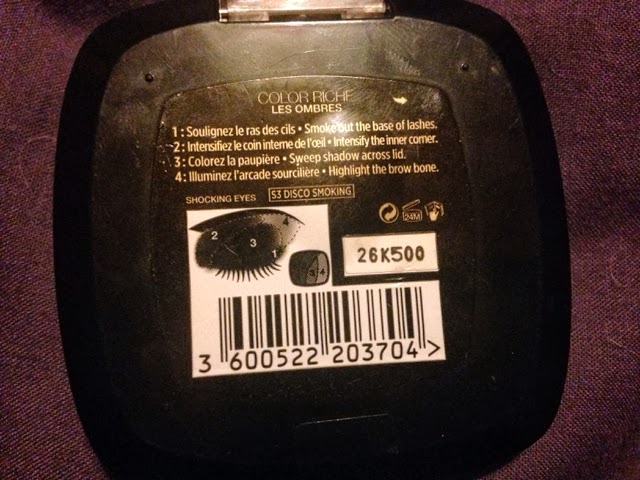 COLOR RICHE
LES OMBRES
1 : Soulignez le ras des cils • Smoke out the base of lashes.
2 : Intensifiez le coin interne de l'œil • Intensify the inner corner.
3 : Colorez la paupière • Sweep shadow across lid.
4 : Illuminez l'arcade sourcilière • Highlight the brow bone.
SHOCKING EYES S3 DISCO SMOKING
4
2 3
1
3 4
24M
26K500
3 600522 203704 >